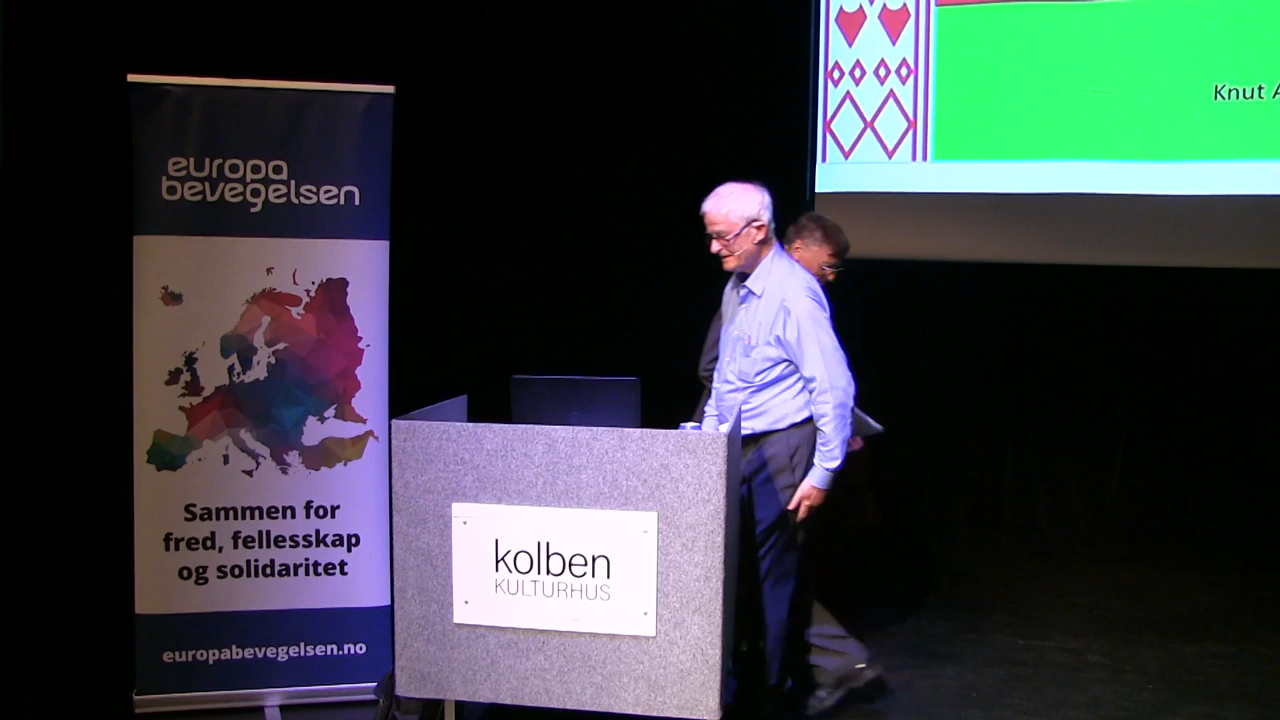 europa
bevegelsen
Sammen for
fred, fellesskap
og solidaritet
europabevegelsen.no
kolben
KULTURHUS
Knut A